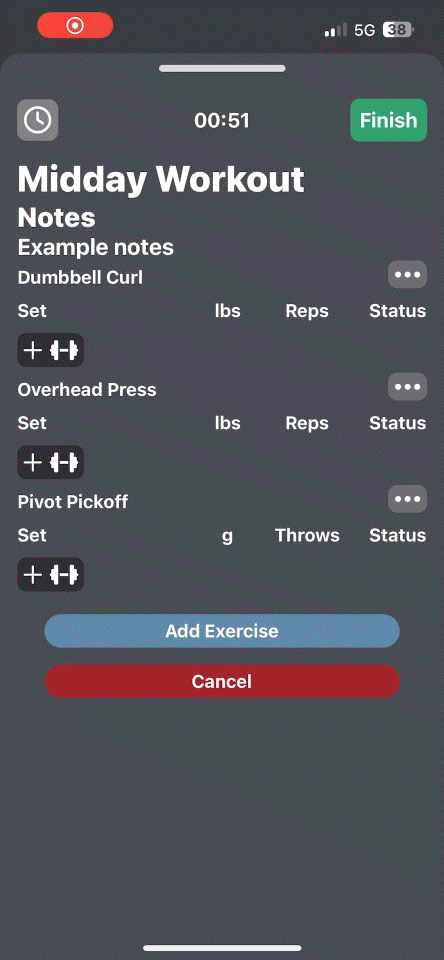 5G 38
00:51 Finish
Midday Workout
Notes
Example notes
Dumbbell Curl
Set lbs Reps Status
Overhead Press
Set lbs Reps Status
Pivot Pickoff
Set g Throws Status
Add Exercise
Cancel